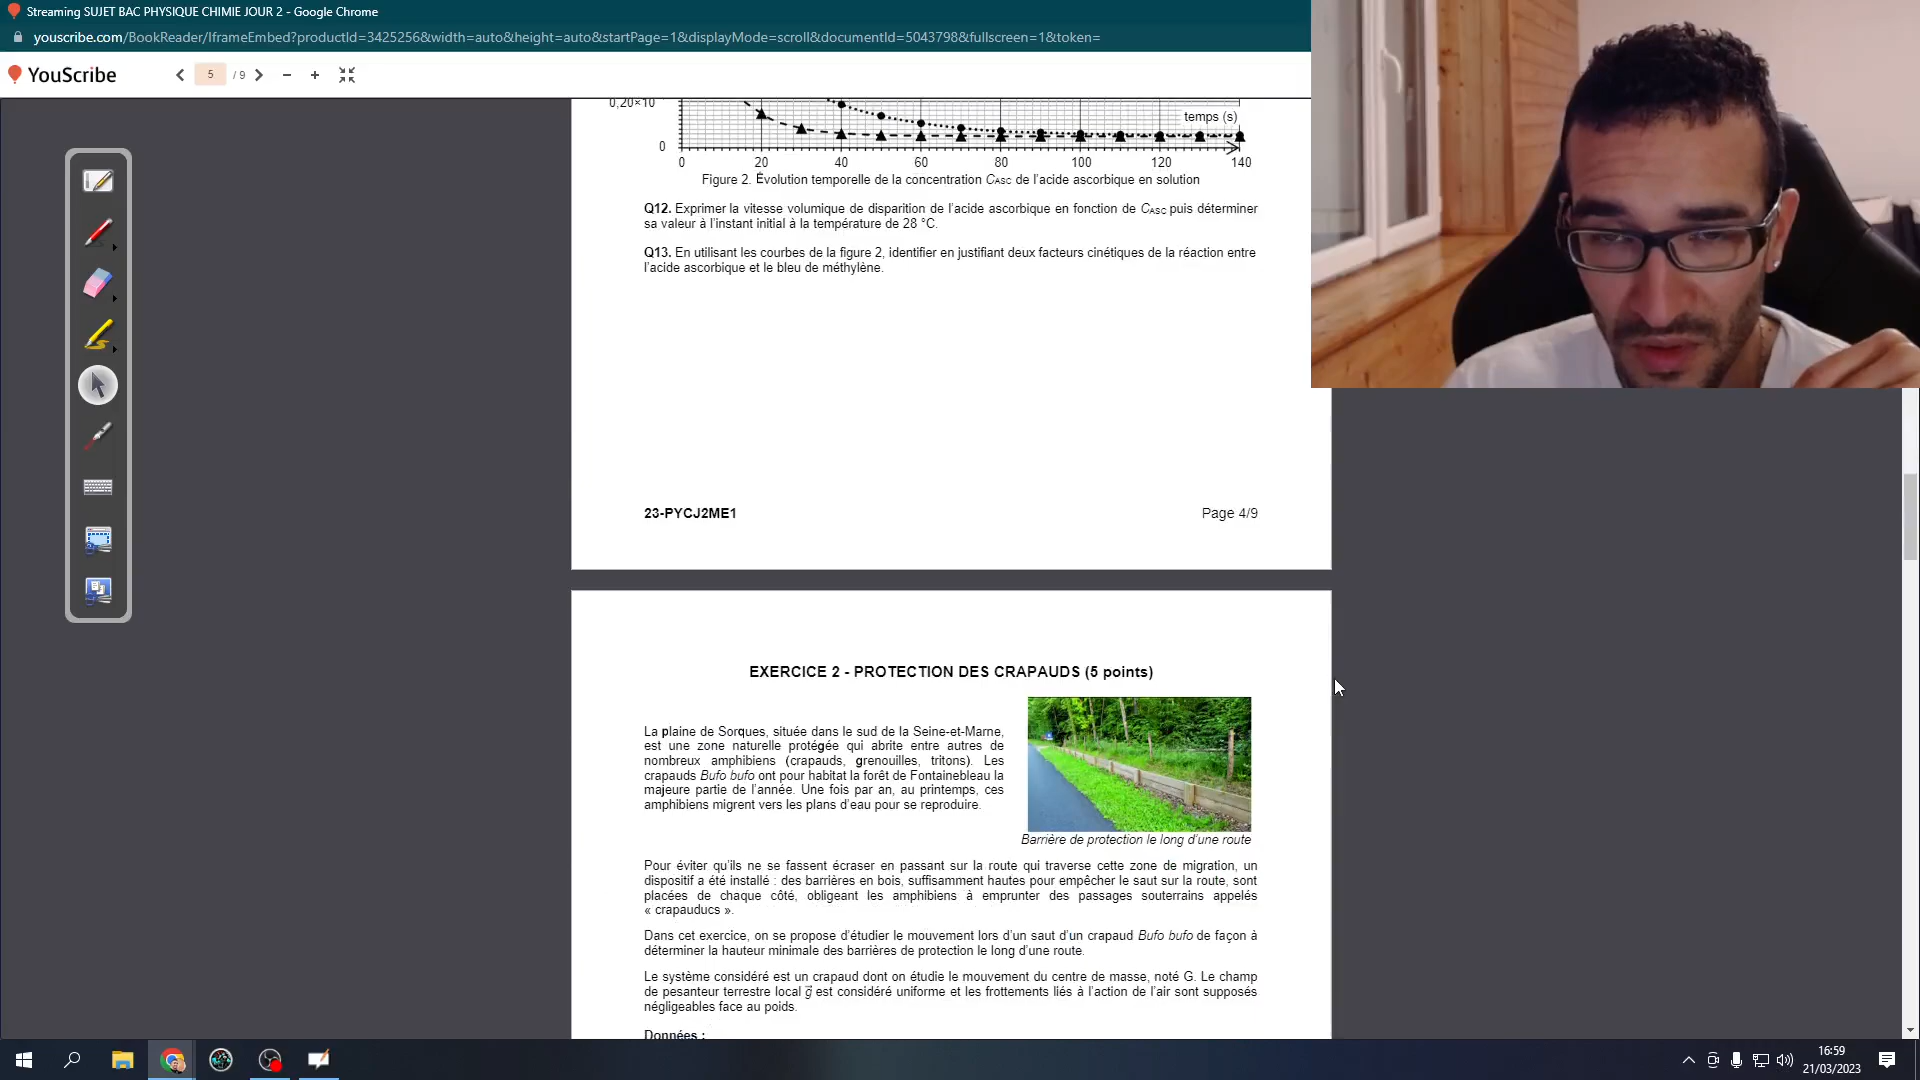 Streaming SUJET BAC PHYSIQUE CHIMIE JOUR 2 - Google Chrome
youscribe.com/BookReader/IframeEmbed?productId=3425256&width=auto&height=auto&startPage=1&displayMode=scroll&documentId=5043798&fullscreen=1&token=
YouScribe
5 / 9
0,20×10
temps (s)
0
0 20 40 60 80 100 120 140
Figure 2. Évolution temporelle de la concentration CASC de l'acide ascorbique en solution
Q12. Exprimer la vitesse volumique de disparition de l'acide ascorbique en fonction de CASC puis déterminer
sa valeur à l'instant initial à la température de 28 °C.
Q13. En utilisant les courbes de la figure 2, identifier en justifiant deux facteurs cinétiques de la réaction entre
l'acide ascorbique et le bleu de méthylène.
23-PYCJ2ME1 Page 4/9
EXERCICE 2 - PROTECTION DES CRAPAUDS (5 points)
La plaine de Sorques, située dans le sud de la Seine-et-Marne,
est une zone naturelle protégée qui abrite entre autres de
nombreux amphibiens (crapauds, grenouilles, tritons). Les
crapauds Bufo bufo ont pour habitat la forêt de Fontainebleau la
majeure partie de l'année. Une fois par an, au printemps, ces
amphibiens migrent vers les plans d'eau pour se reproduire.
Barrière de protection le long d'une route
Pour éviter qu'ils ne se fassent écraser en passant sur la route qui traverse cette zone de migration, un
dispositif a été installé : des barrières en bois, suffisamment hautes pour empêcher le saut sur la route, sont
placées de chaque côté, obligeant les amphibiens à emprunter des passages souterrains appelés
« crapauducs ».
Dans cet exercice, on se propose d'étudier le mouvement lors d'un saut d'un crapaud Bufo bufo de façon à
déterminer la hauteur minimale des barrières de protection le long d'une route.
Le système considéré est un crapaud dont on étudie le mouvement du centre de masse, noté G. Le champ
de pesanteur terrestre local g⃗ est considéré uniforme et les frottements liés à l'action de l'air sont supposés
négligeables face au poids.
Données :
16:59
21/03/2023